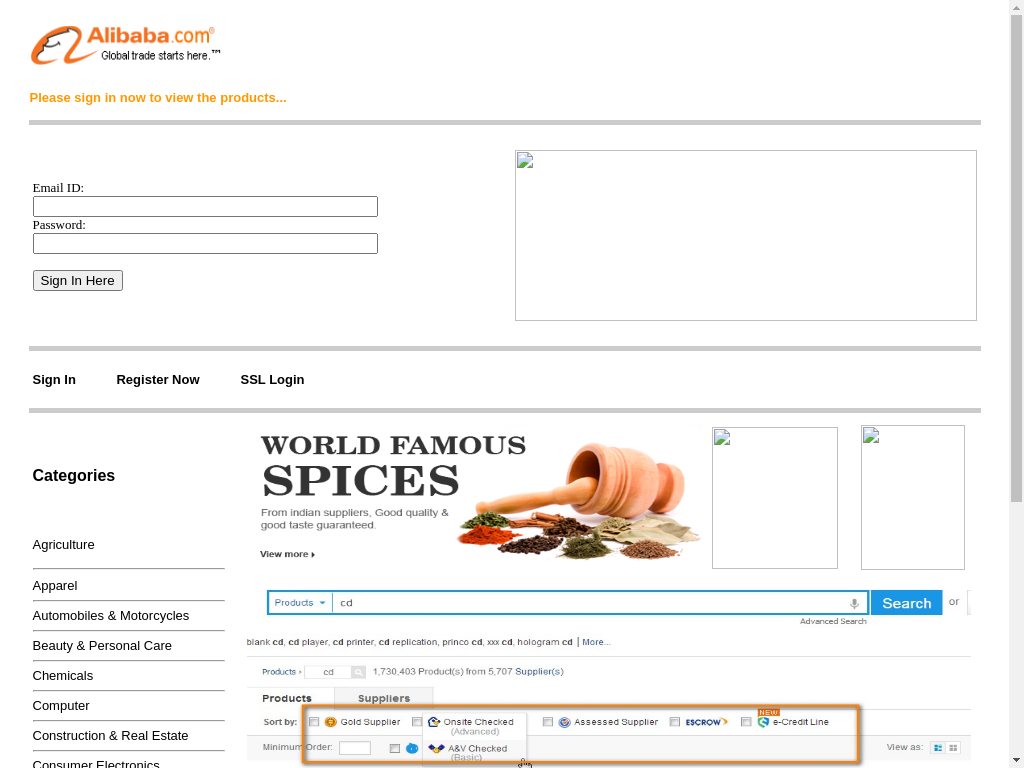 Alibaba.com®
Global trade starts here.™
Please sign in now to view the products...
Email ID:
Password:
Sign In Here
Sign In Register Now SSL Login
Categories
Agriculture
Apparel
Automobiles & Motorcycles
Beauty & Personal Care
Chemicals
Computer
Construction & Real Estate
Consumer Electronics
WORLD FAMOUS
SPICES
From indian suppliers, Good quality &
good taste guaranteed.
View more
Products cd Search or
Advanced Search
blank cd, cd player, cd printer, cd replication, princo cd, xxx cd, hologram cd | More...
Products › cd 1,730,403 Product(s) from 5,707 Supplier(s)
Products Suppliers
NEW
Sort by: Gold Supplier Onsite Checked Assessed Supplier ESCROW e-Credit Line
(Advanced)
Minimum Order: A&V Checked View as:
(Basic)